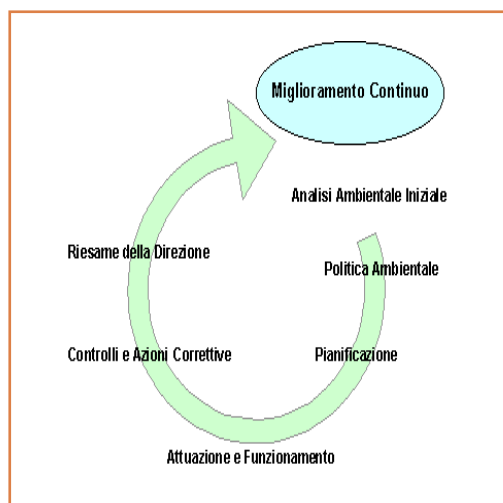 Miglioramento Continuo
Analisi Ambientale Iniziale
Riesame della Direzione
Politica Ambientale
Controlli e Azioni Correttive
Pianificazione
Attuazione e Funzionamento